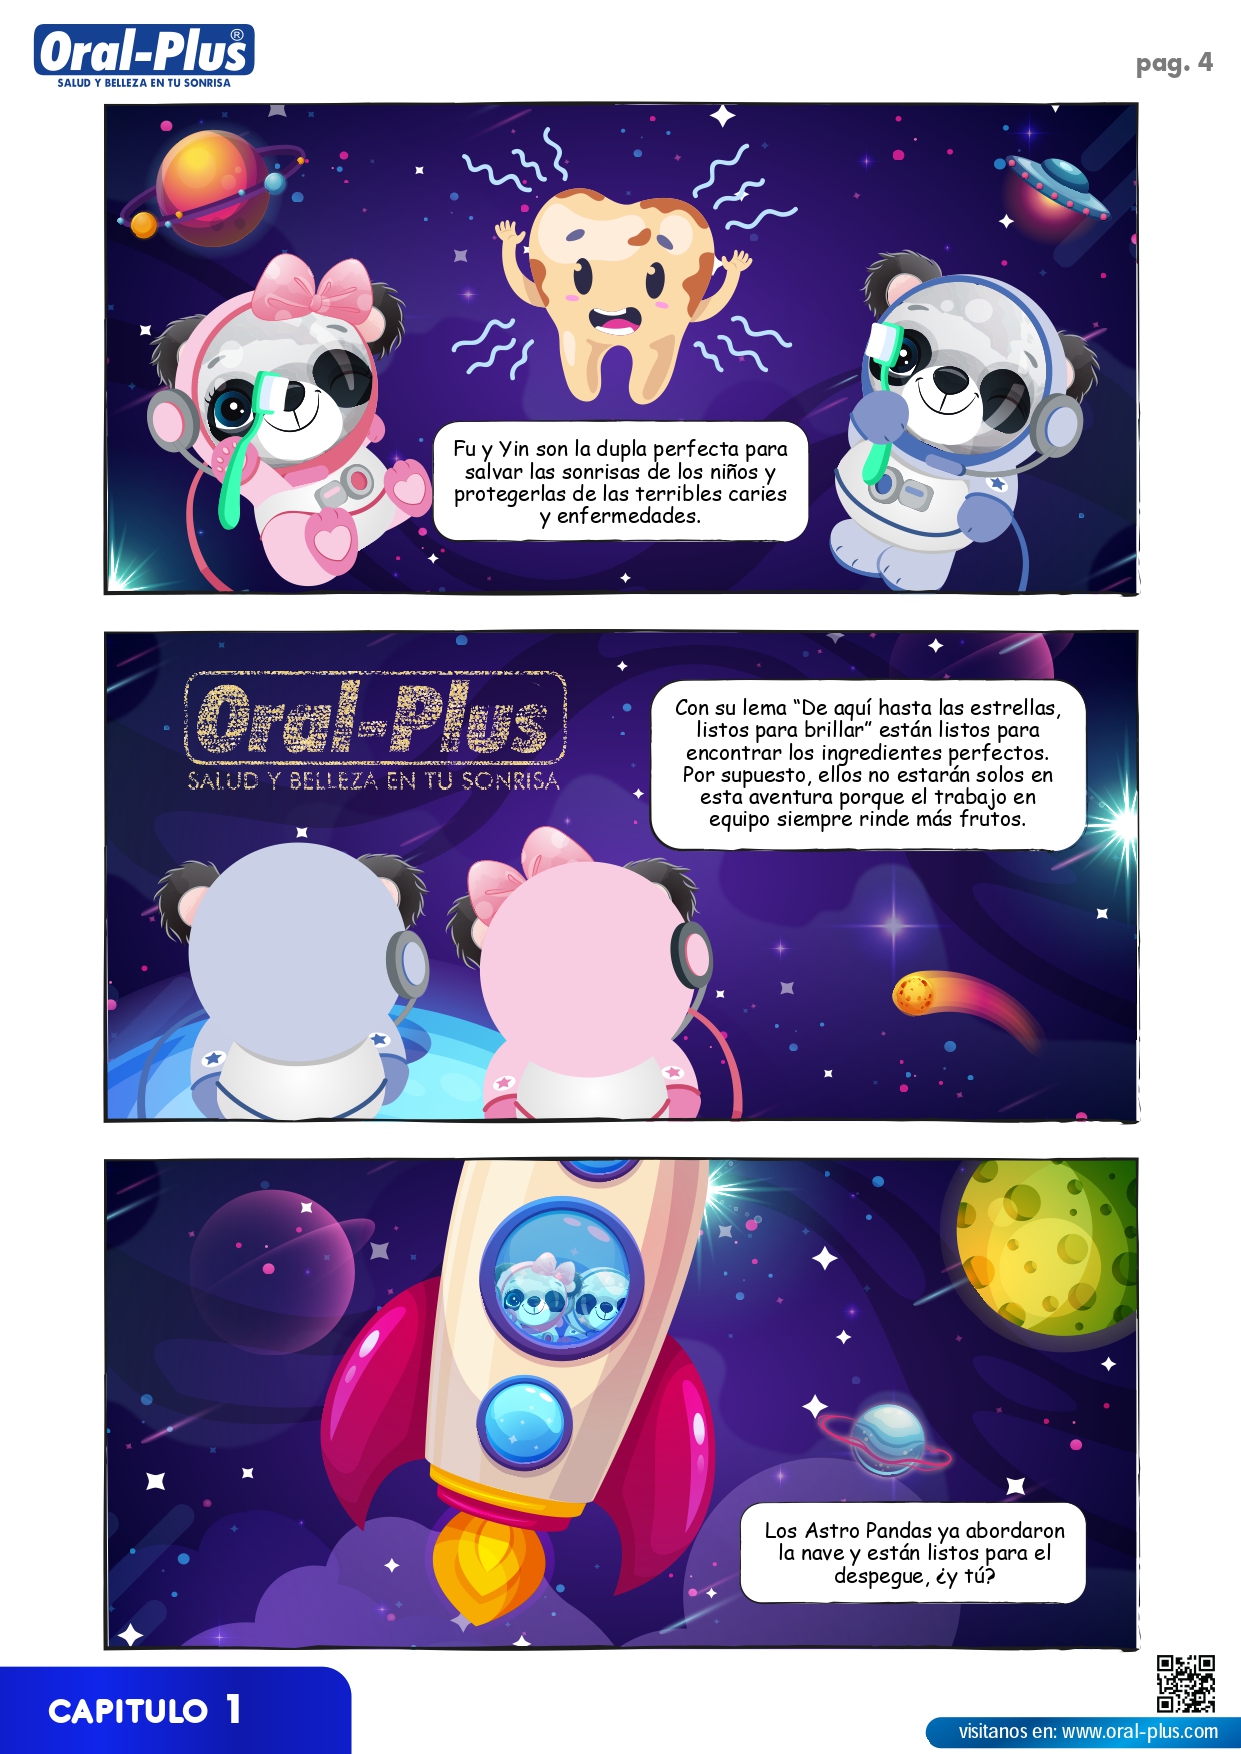 Oral-Plus®
SALUD Y BELLEZA EN TU SONRISA
pag. 4
Fu y Yin son la dupla perfecta para
salvar las sonrisas de los niños y
protegerlas de las terribles caries
y enfermedades.
Oral-Plus
SALUD Y BELLEZA EN TU SONRISA
Con su lema “De aquí hasta las estrellas,
listos para brillar” están listos para
encontrar los ingredientes perfectos.
Por supuesto, ellos no estarán solos en
esta aventura porque el trabajo en
equipo siempre rinde más frutos.
Los Astro Pandas ya abordaron
la nave y están listos para el
despegue, ¿y tú?
CAPITULO 1
visitanos en: www.oral-plus.com